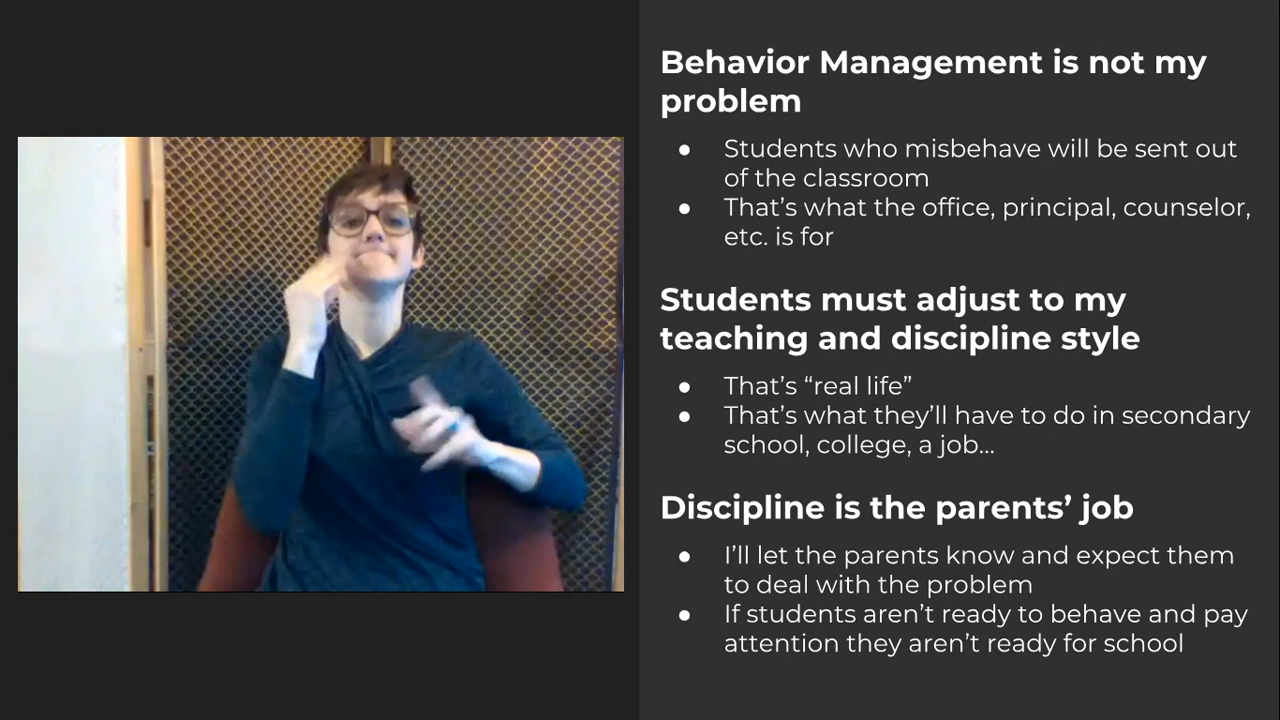 Behavior Management is not my
problem
● Students who misbehave will be sent out
of the classroom
● That's what the office, principal, counselor,
etc. is for
Students must adjust to my
teaching and discipline style
● That's “real life”
● That's what they'll have to do in secondary
school, college, a job...
Discipline is the parents' job
● I'll let the parents know and expect them
to deal with the problem
● If students aren't ready to behave and pay
attention they aren't ready for school